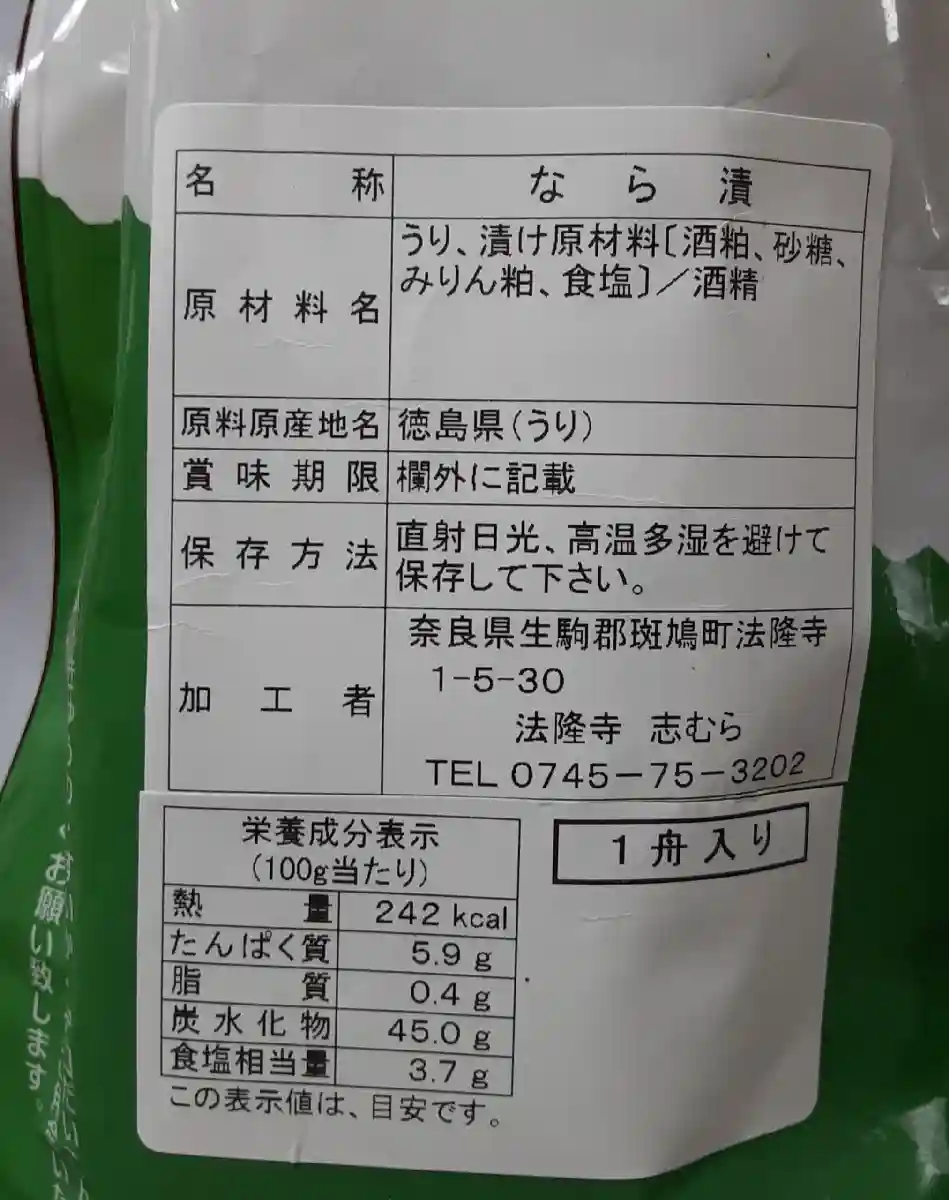 名称 なら漬
原材料名 うり、漬け原材料〔酒粕、砂糖、
みりん粕、食塩〕／酒精
原料原産地名 徳島県(うり)
賞味期限 欄外に記載
保存方法 直射日光、高温多湿を避けて
保存して下さい。
加工者 奈良県生駒郡斑鳩町法隆寺
1-5-30
法隆寺 志むら
TEL 0745-75-3202
栄養成分表示
(100g当たり)
熱量 242 kcal
たんぱく質 5.9 g
脂質 0.4 g
炭水化物 45.0 g
食塩相当量 3.7 g
この表示値は、目安です。
1舟入り
お願い致します。